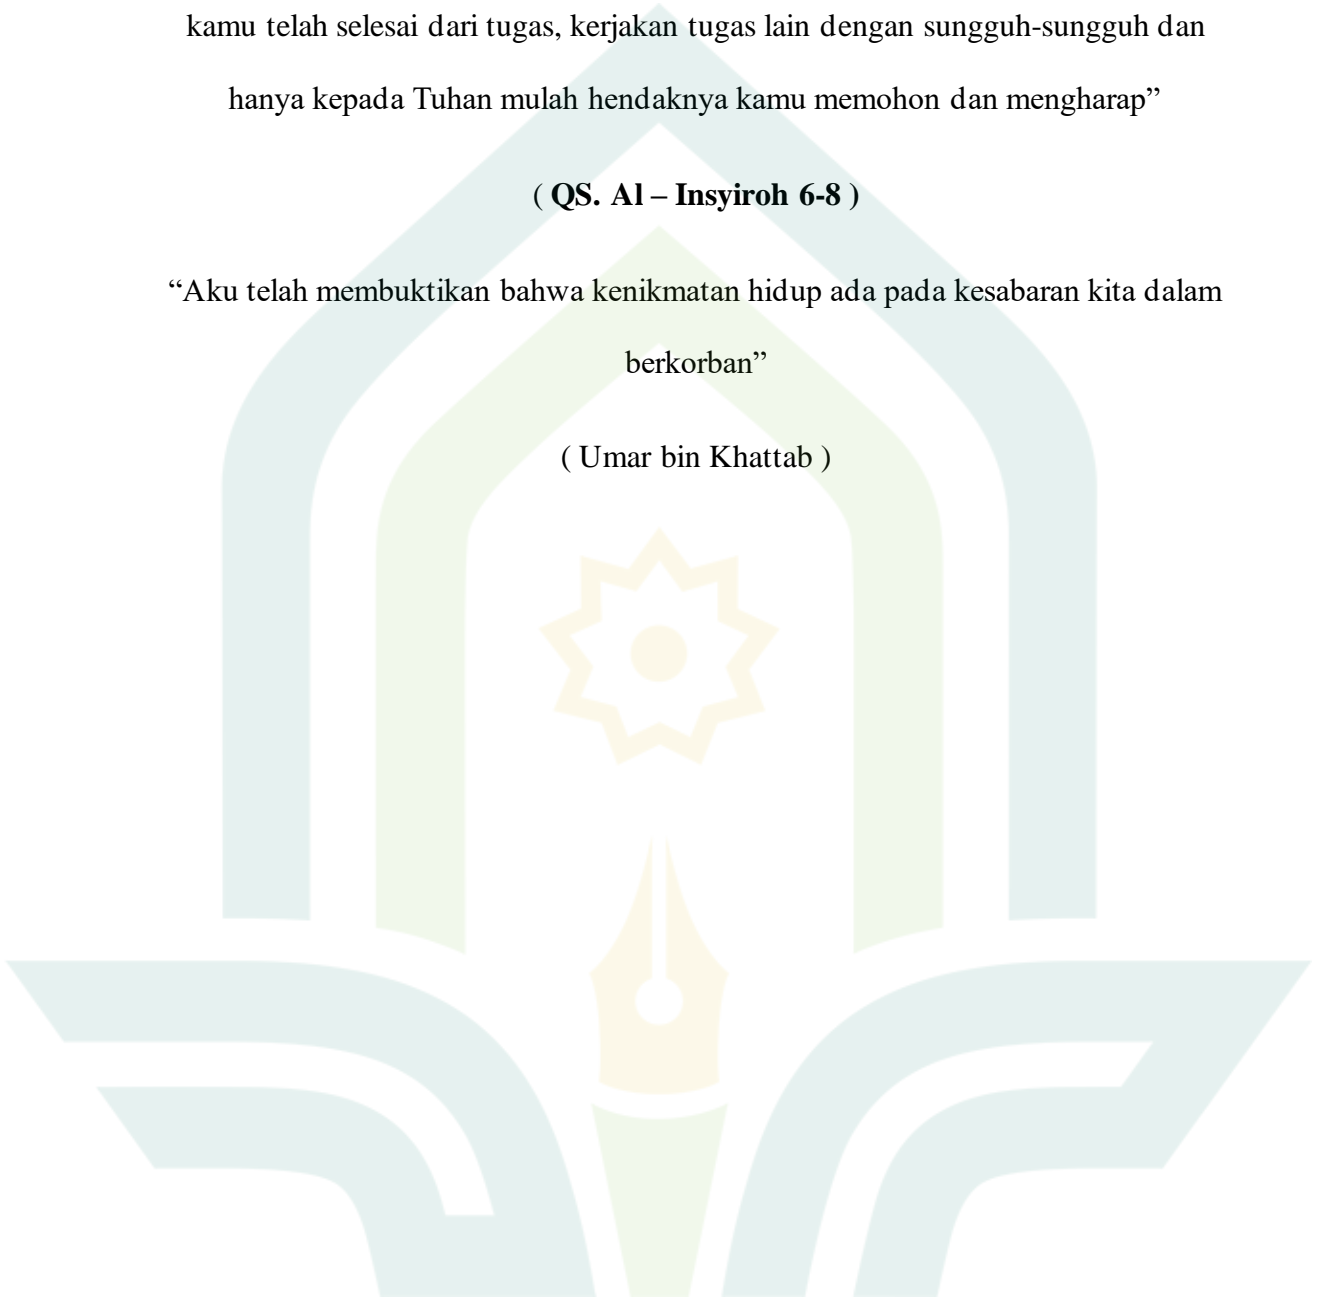 kamu telah selesai dari tugas, kerjakan tugas lain dengan sungguh-sungguh dan
hanya kepada Tuhan mulah hendaknya kamu memohon dan mengharap”
( QS. Al – Insyiroh 6-8 )
“Aku telah membuktikan bahwa kenikmatan hidup ada pada kesabaran kita dalam
berkorban”
( Umar bin Khattab )